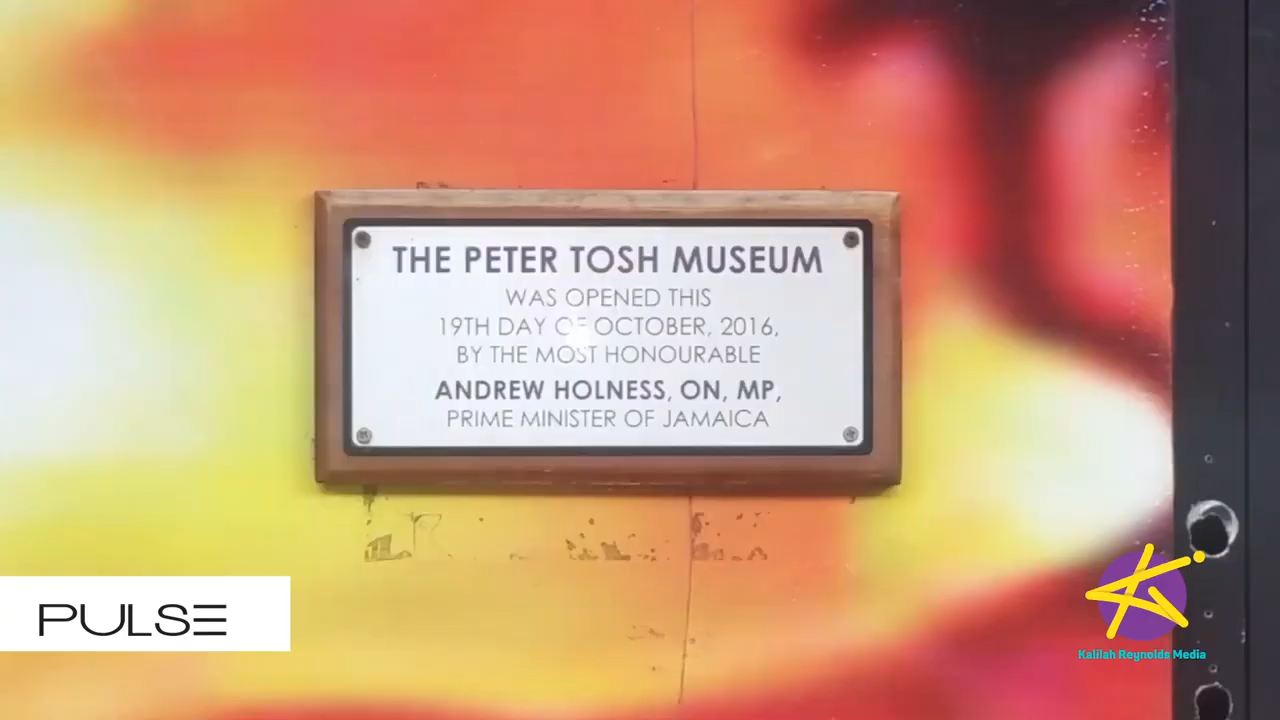 THE PETER TOSH MUSEUM
WAS OPENED THIS
19TH DAY OF OCTOBER, 2016,
BY THE MOST HONOURABLE
ANDREW HOLNESS, ON, MP,
PRIME MINISTER OF JAMAICA
PULSE
Kalilah Reynolds Media